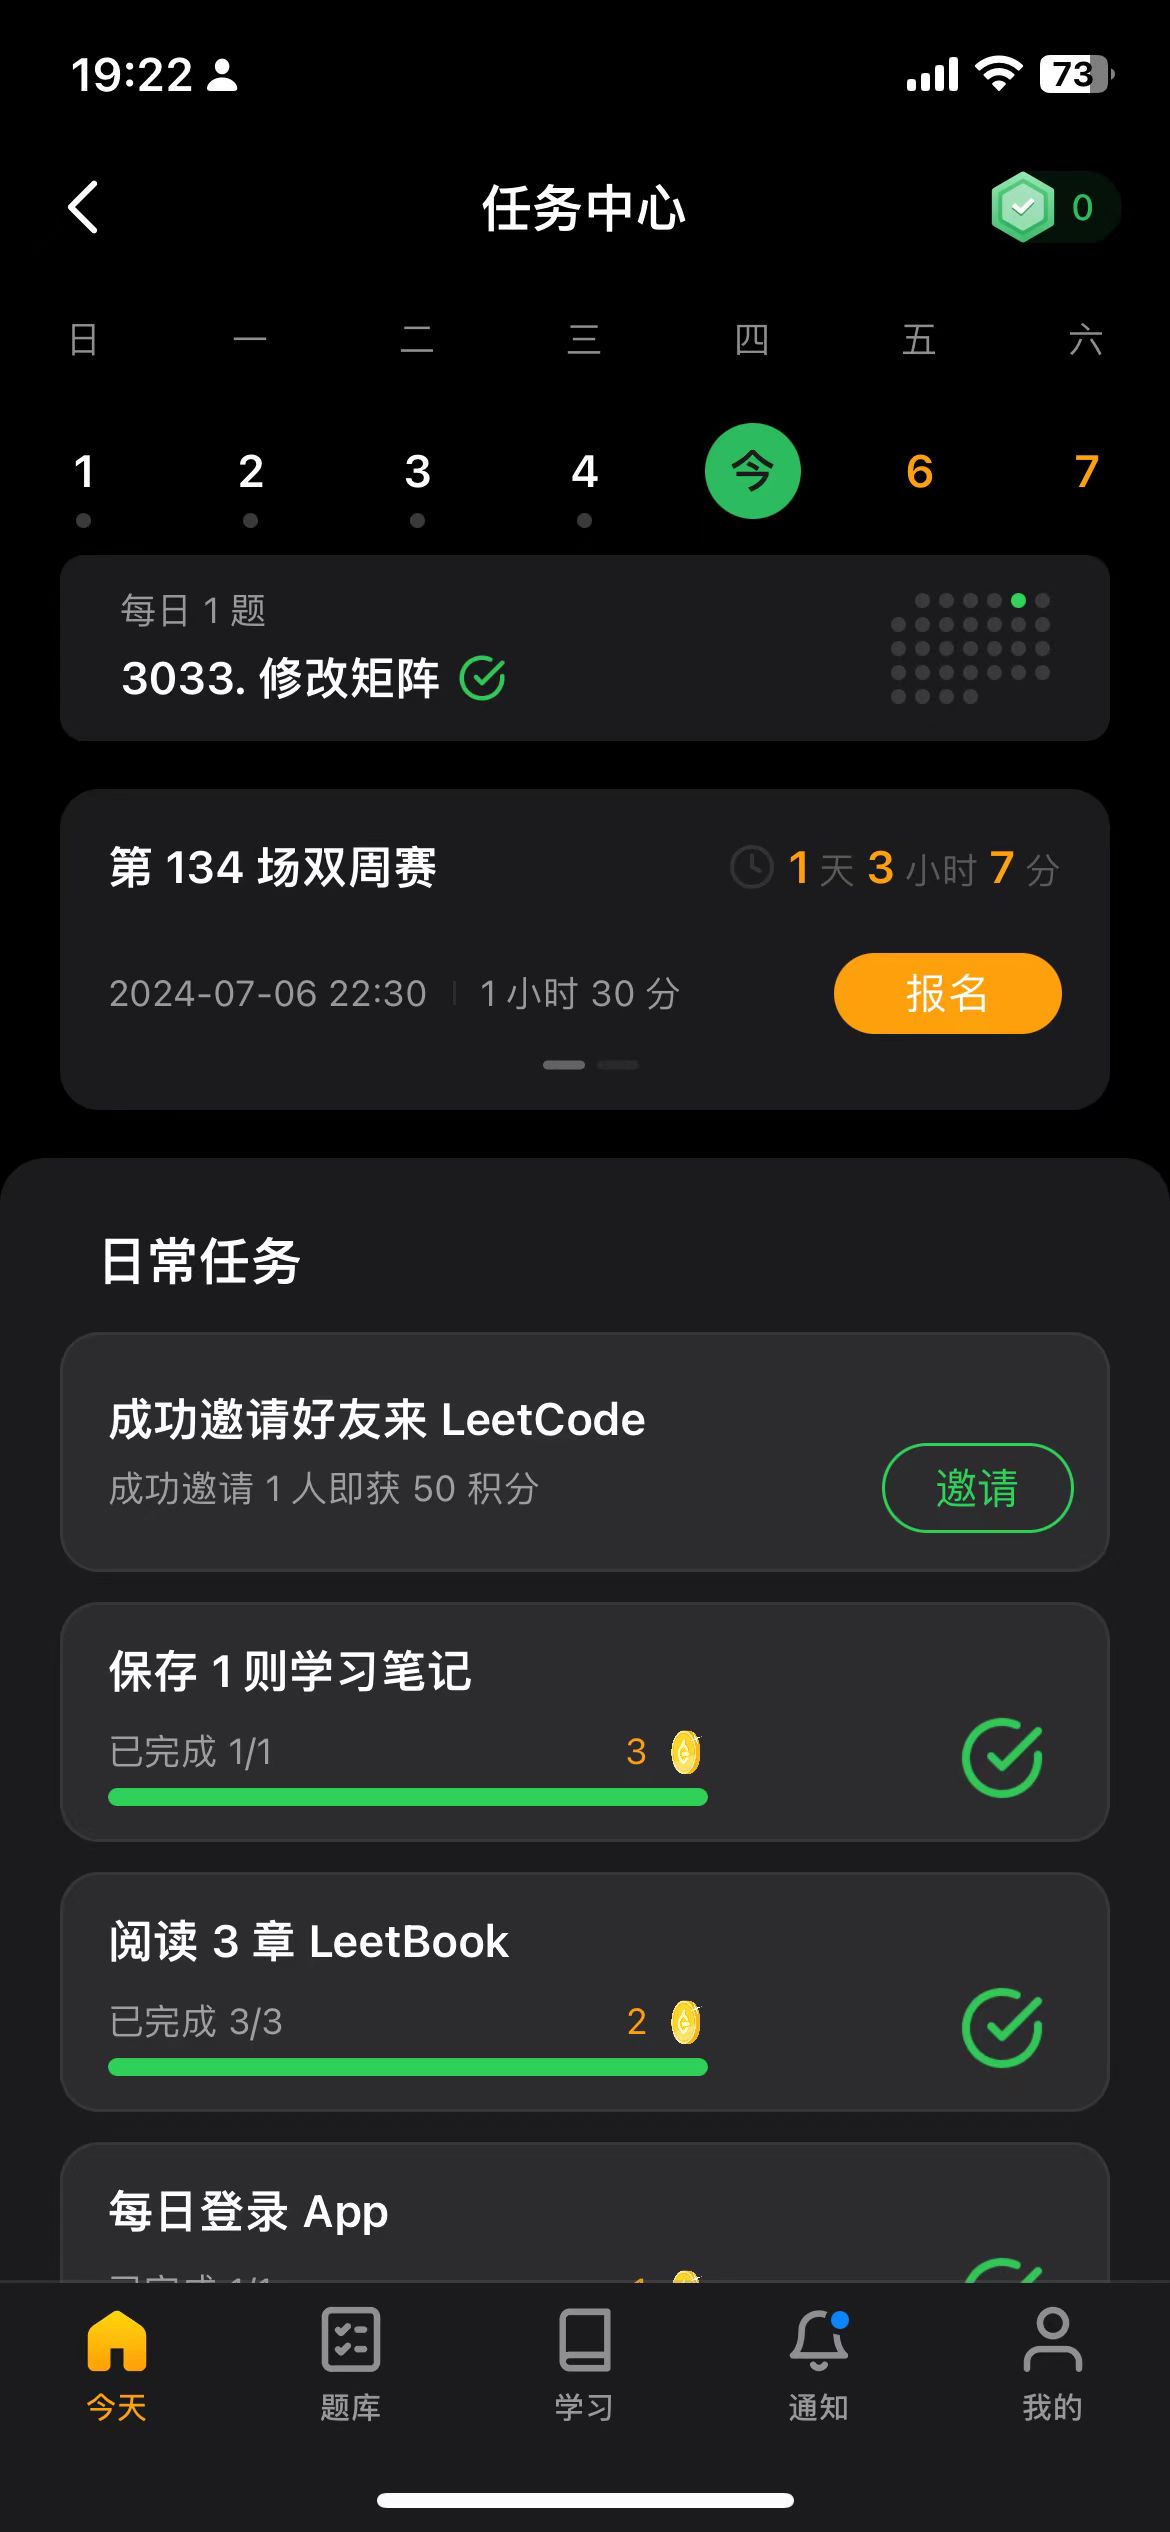 19:22
73
任务中心
0
日 一 二 三 四 五 六
1 2 3 4 今 6 7
每日 1 题
3033. 修改矩阵
第 134 场双周赛
1 天 3 小时 7 分
2024-07-06 22:30 1 小时 30 分
报名
日常任务
成功邀请好友来 LeetCode
成功邀请 1 人即获 50 积分
邀请
保存 1 则学习笔记
已完成 1/1 3
阅读 3 章 LeetBook
已完成 3/3 2
每日登录 App
今天 题库 学习 通知 我的